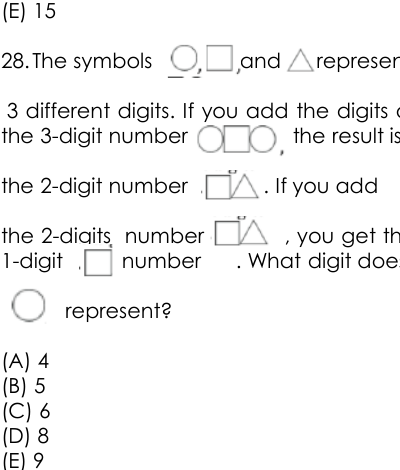 (E) 15
28. The symbols ◯, □, and △ represen
3 different digits. If you add the digits
the 3-digit number ◯□◯, the result is
the 2-digit number □△. If you add
the 2-digits number □△, you get th
1-digit □ number . What digit doe
◯ represent?
(A) 4
(B) 5
(C) 6
(D) 8
(E) 9